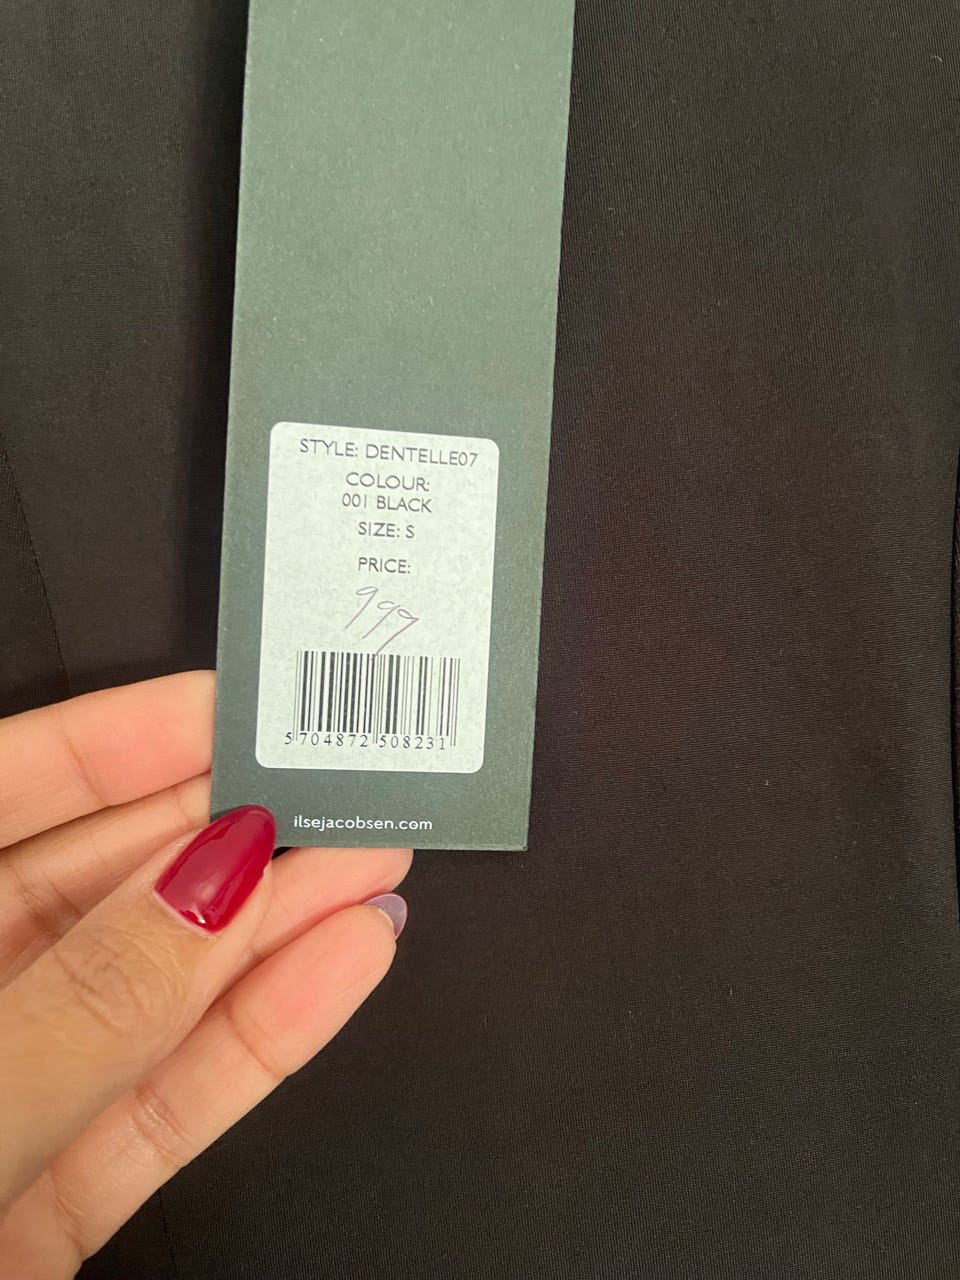 STYLE: DENTELLE07
COLOUR:
001 BLACK
SIZE: S
PRICE:
999
5 704872 508231
ilsejacobsen.com